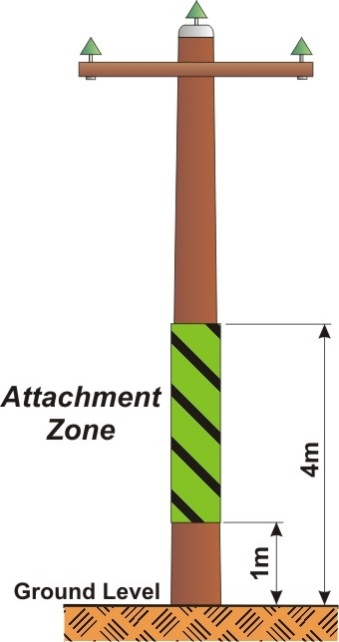 Attachment
Zone
4m
1m
Ground Level